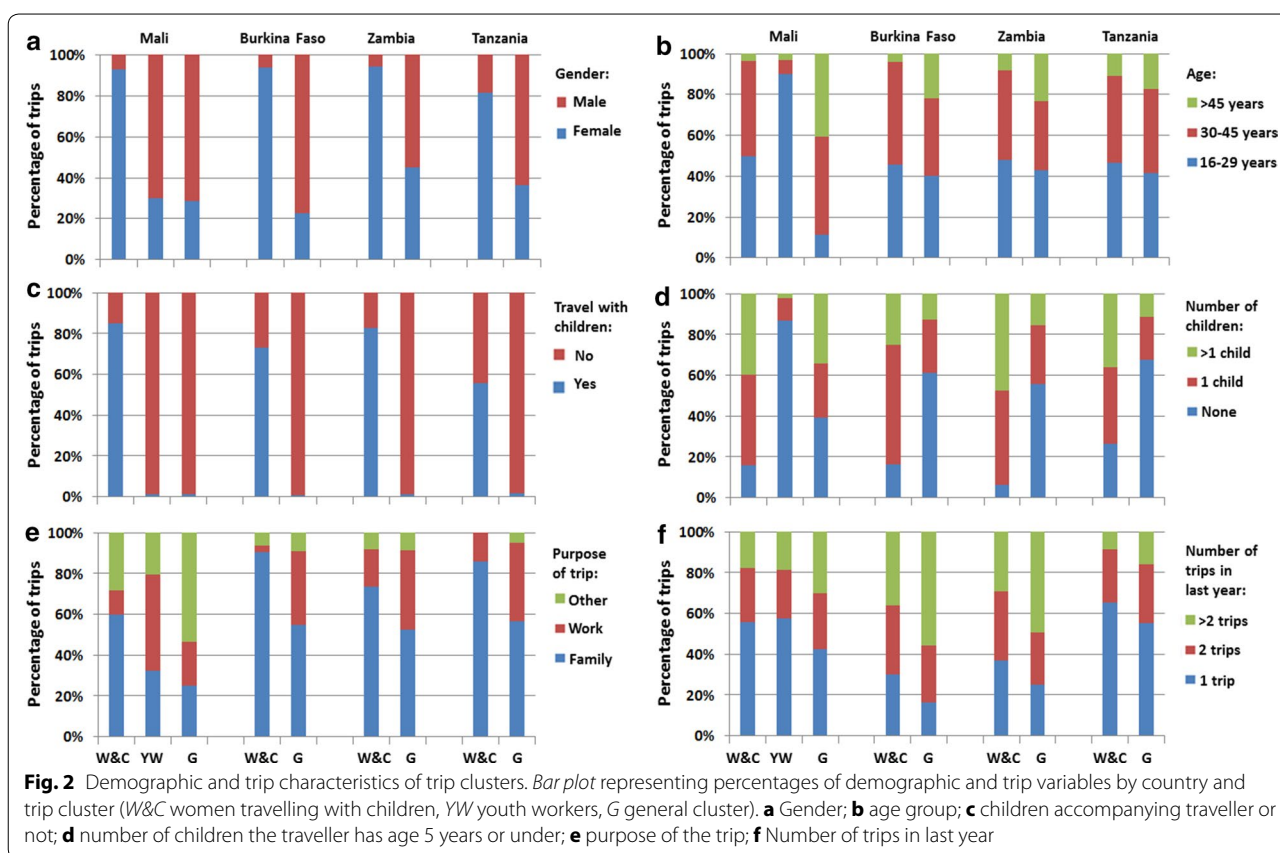 a
Mali Burkina Faso Zambia Tanzania
Percentage of trips
100%
80%
60%
40%
20%
0%
Gender:
Male
Female
b
Mali Burkina Faso Zambia Tanzania
Percentage of trips
100%
80%
60%
40%
20%
0%
Age:
>45 years
30-45 years
16-29 years
c
Percentage of trips
100%
80%
60%
40%
20%
0%
Travel with
children:
No
Yes
d
Percentage of trips
100%
80%
60%
40%
20%
0%
Number of
children:
>1 child
1 child
None
e
Percentage of trips
100%
80%
60%
40%
20%
0%
W&C YW G W&C G W&C G W&C G
Purpose
of trip:
Other
Work
Family
f
Percentage of trips
100%
80%
60%
40%
20%
0%
W&C YW G W&C G W&C G W&C G
Number of
trips in
last year:
>2 trips
2 trips
1 trip
Fig. 2 Demographic and trip characteristics of trip clusters. Bar plot representing percentages of demographic and trip variables by country and
trip cluster (W&C women travelling with children, YW youth workers, G general cluster). a Gender; b age group; c children accompanying traveller or
not; d number of children the traveller has age 5 years or under; e purpose of the trip; f Number of trips in last year